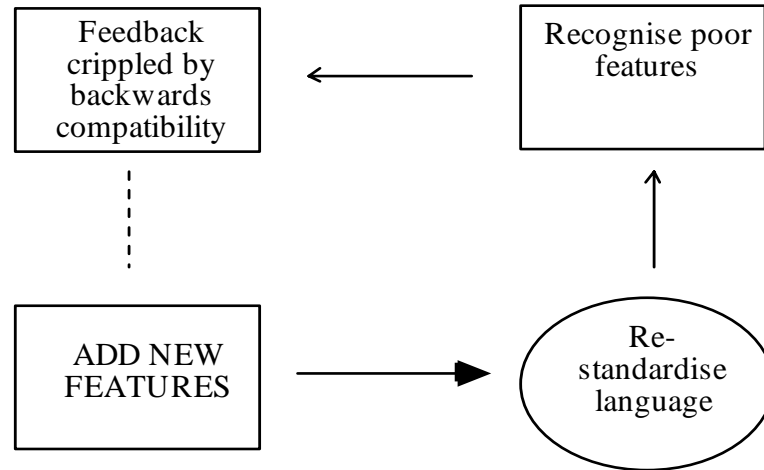 Feedback
crippled by
backwards
compatibility
Recognise poor
features
ADD NEW
FEATURES
Re-
standardise
language